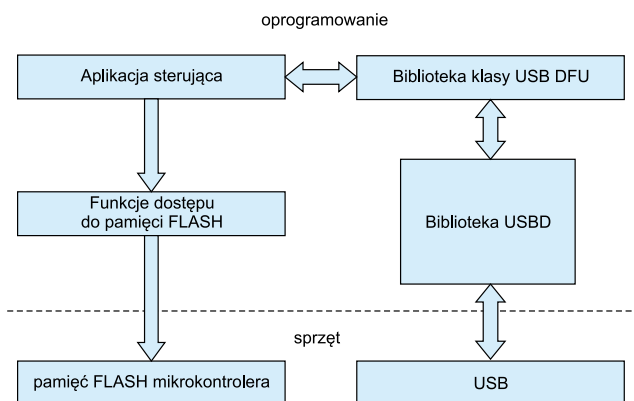 oprogramowanie
Aplikacja sterująca
Biblioteka klasy USB DFU
Funkcje dostępu
do pamięci FLASH
Biblioteka USBD
sprzęt
pamięć FLASH mikrokontrolera
USB